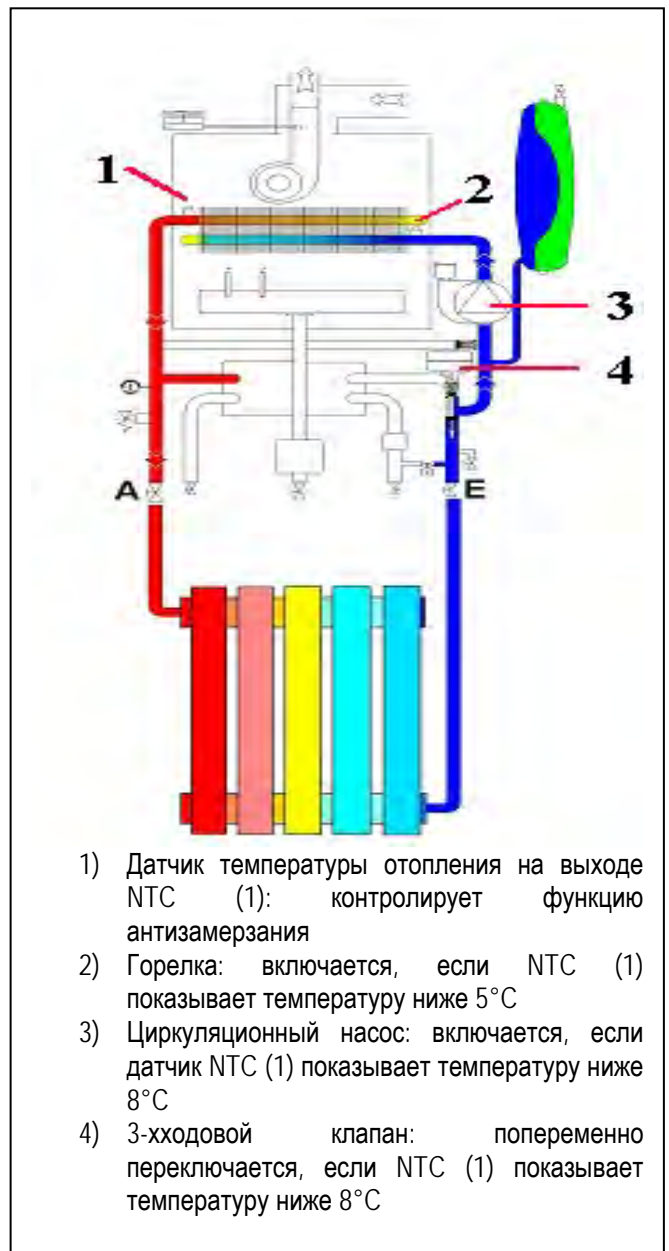 1
2
3
4
A
E
1) Датчик температуры отопления на выходе
NTC (1): контролирует функцию
антизамерзания
2) Горелка: включается, если NTC (1)
показывает температуру ниже 5°C
3) Циркуляционный насос: включается, если
датчик NTC (1) показывает температуру ниже
8°C
4) 3-хходовой клапан: попеременно
переключается, если NTC (1) показывает
температуру ниже 8°C